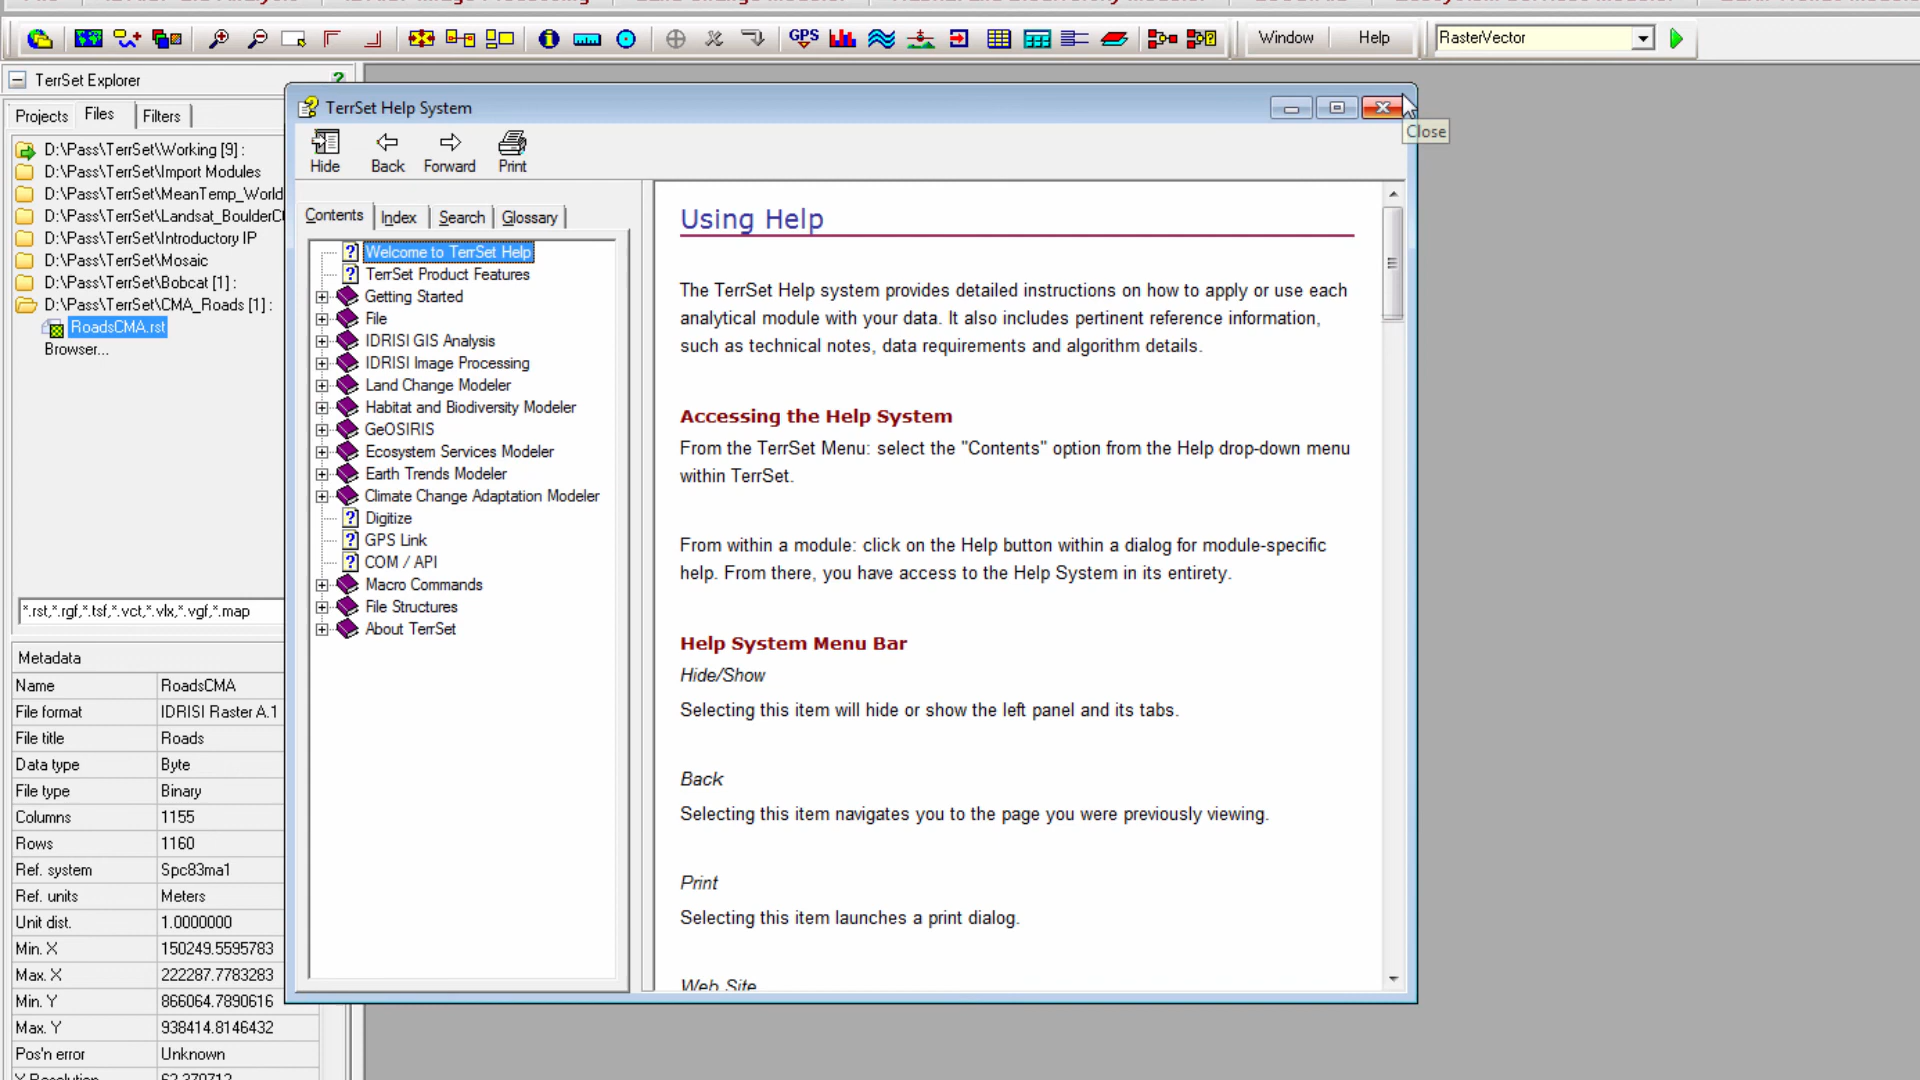 GPS
Window
Help
RasterVector
TerrSet Explorer
?
Projects
Files
Filters
D:\Pass\TerrSet\Working [9] :
D:\Pass\TerrSet\Import Modules
D:\Pass\TerrSet\MeanTemp_World
D:\Pass\TerrSet\Landsat_BoulderC
D:\Pass\TerrSet\Introductory IP
D:\Pass\TerrSet\Mosaic
D:\Pass\TerrSet\Bobcat [1] :
D:\Pass\TerrSet\CMA_Roads [1] :
RoadsCMA.rst
Browser...
*.rst,*.rgf,*.tsf,*.vct,*.vlx,*.vgf,*.map
Metadata
Name RoadsCMA
File format IDRISI Raster A.1
File title Roads
Data type Byte
File type Binary
Columns 1155
Rows 1160
Ref. system Spc83ma1
Ref. units Meters
Unit dist. 1.0000000
Min. X 150249.5595783
Max. X 222287.7783283
Min. Y 866064.7890616
Max. Y 938414.8146432
Pos'n error Unknown
TerrSet Help System
Close
Hide
Back
Forward
Print
Contents
Index
Search
Glossary
Welcome to TerrSet Help
TerrSet Product Features
Getting Started
File
IDRISI GIS Analysis
IDRISI Image Processing
Land Change Modeler
Habitat and Biodiversity Modeler
GeOSIRIS
Ecosystem Services Modeler
Earth Trends Modeler
Climate Change Adaptation Modeler
Digitize
GPS Link
COM / API
Macro Commands
File Structures
About TerrSet
Using Help
The TerrSet Help system provides detailed instructions on how to apply or use each
analytical module with your data. It also includes pertinent reference information,
such as technical notes, data requirements and algorithm details.
Accessing the Help System
From the TerrSet Menu: select the "Contents" option from the Help drop-down menu
within TerrSet.
From within a module: click on the Help button within a dialog for module-specific
help. From there, you have access to the Help System in its entirety.
Help System Menu Bar
Hide/Show
Selecting this item will hide or show the left panel and its tabs.
Back
Selecting this item navigates you to the page you were previously viewing.
Print
Selecting this item launches a print dialog.
Web Site